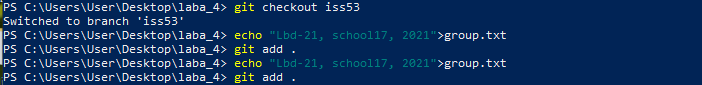 PS C:\Users\User\Desktop\laba_4> git checkout iss53
Switched to branch 'iss53'
PS C:\Users\User\Desktop\laba_4> echo "Lbd-21, school17, 2021">group.txt
PS C:\Users\User\Desktop\laba_4> git add .
PS C:\Users\User\Desktop\laba_4> echo "Lbd-21, school17, 2021">group.txt
PS C:\Users\User\Desktop\laba_4> git add .